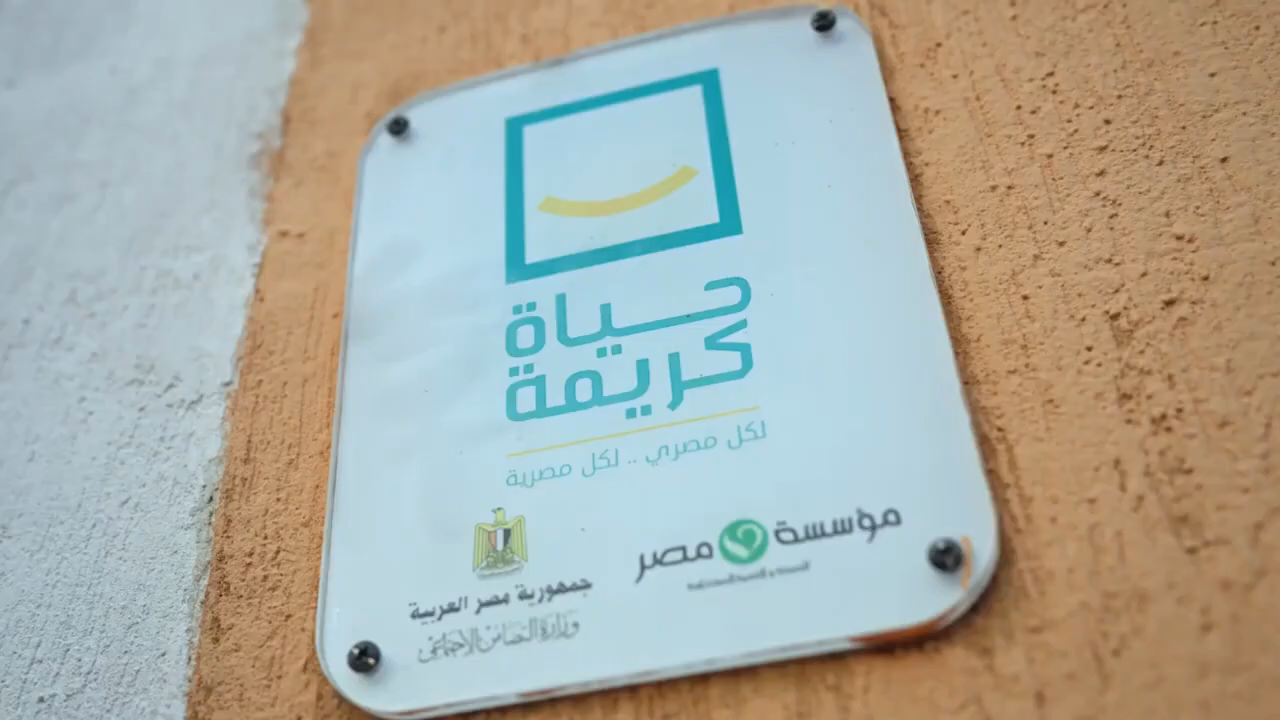 حياة
كريمة
لكل مصري .. لكل مصرية
مؤسسة مصر
جمهورية مصر العربية
وزارة التضامن الاجتماعي